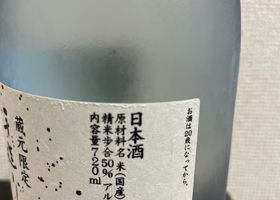 お酒は20歳になってから。
日本酒
原材料名 米(国産)
精米歩合50% アル
内容量720ml
蔵元限定